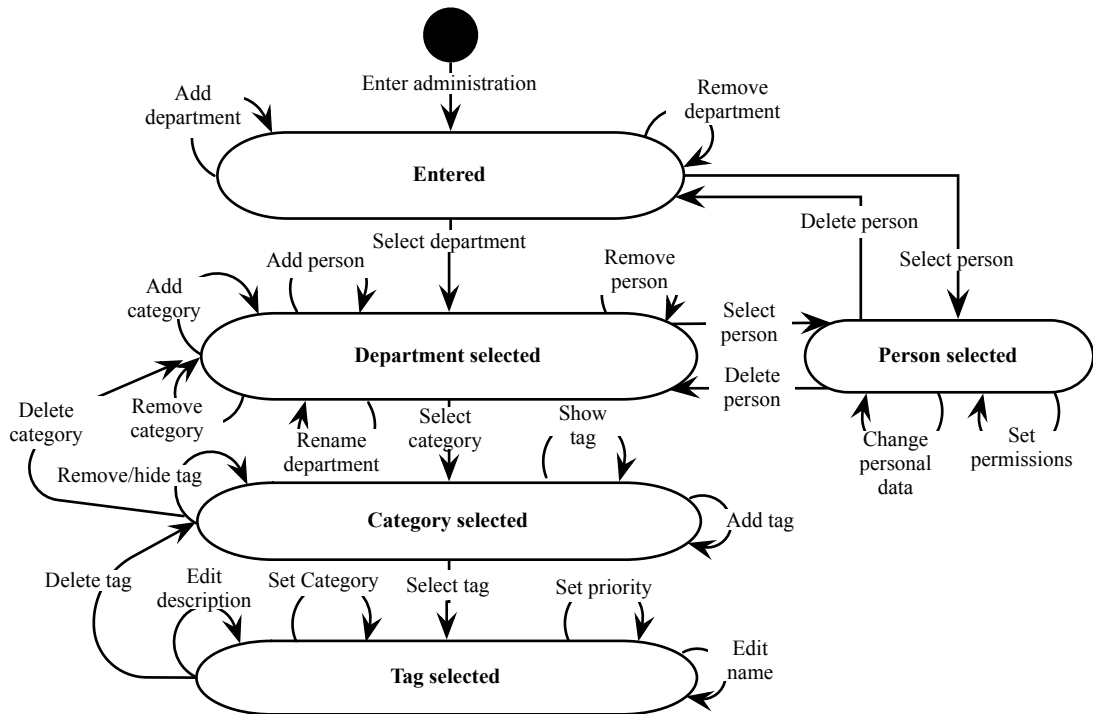 Enter administration
Add
department
Remove
department
Entered
Delete person
Select department
Select person
Add person
Remove
person
Add
category
Select
person
Department selected
Person selected
Delete
person
Delete
category
Remove
category
Rename
department
Select
category
Show
tag
Change
personal
data
Set
permissions
Remove/hide tag
Category selected
Add tag
Delete tag
Edit
description
Set Category
Select tag
Set priority
Edit
name
Tag selected